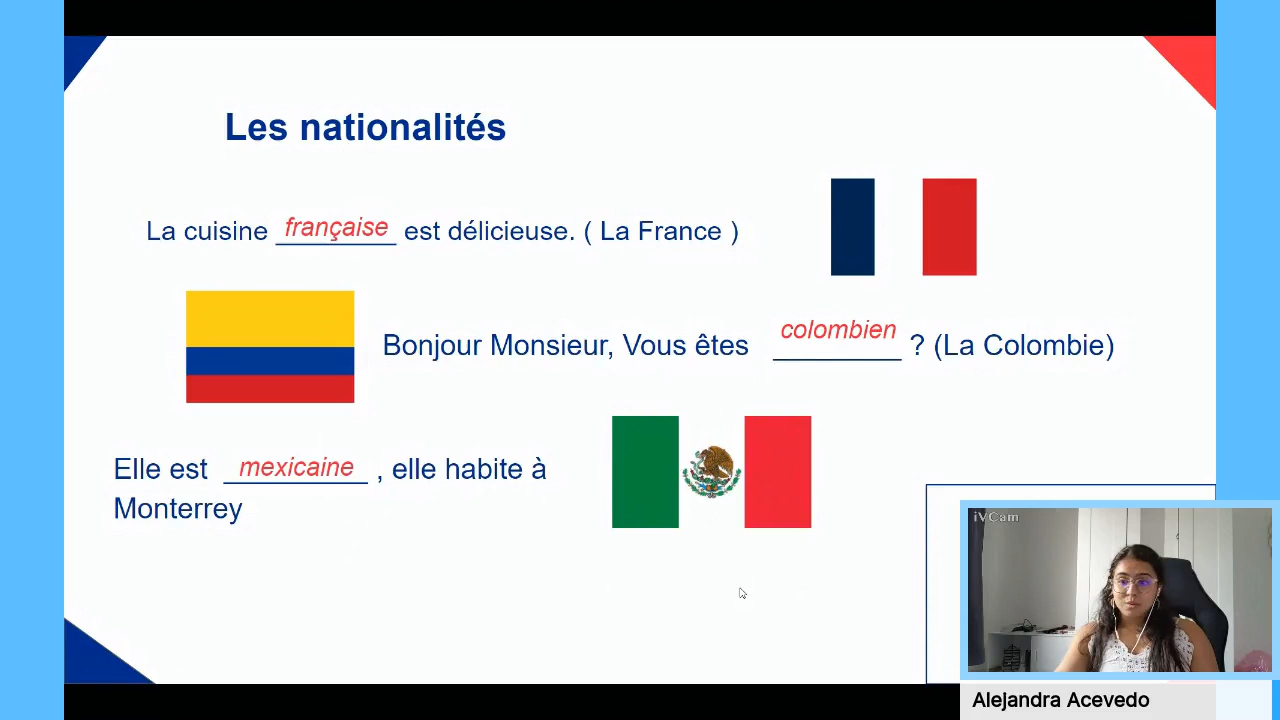 Les nationalités
La cuisine française est délicieuse. ( La France )
Bonjour Monsieur, Vous êtes colombien ? (La Colombie)
Elle est mexicaine , elle habite à
Monterrey
iVCam
Alejandra Acevedo